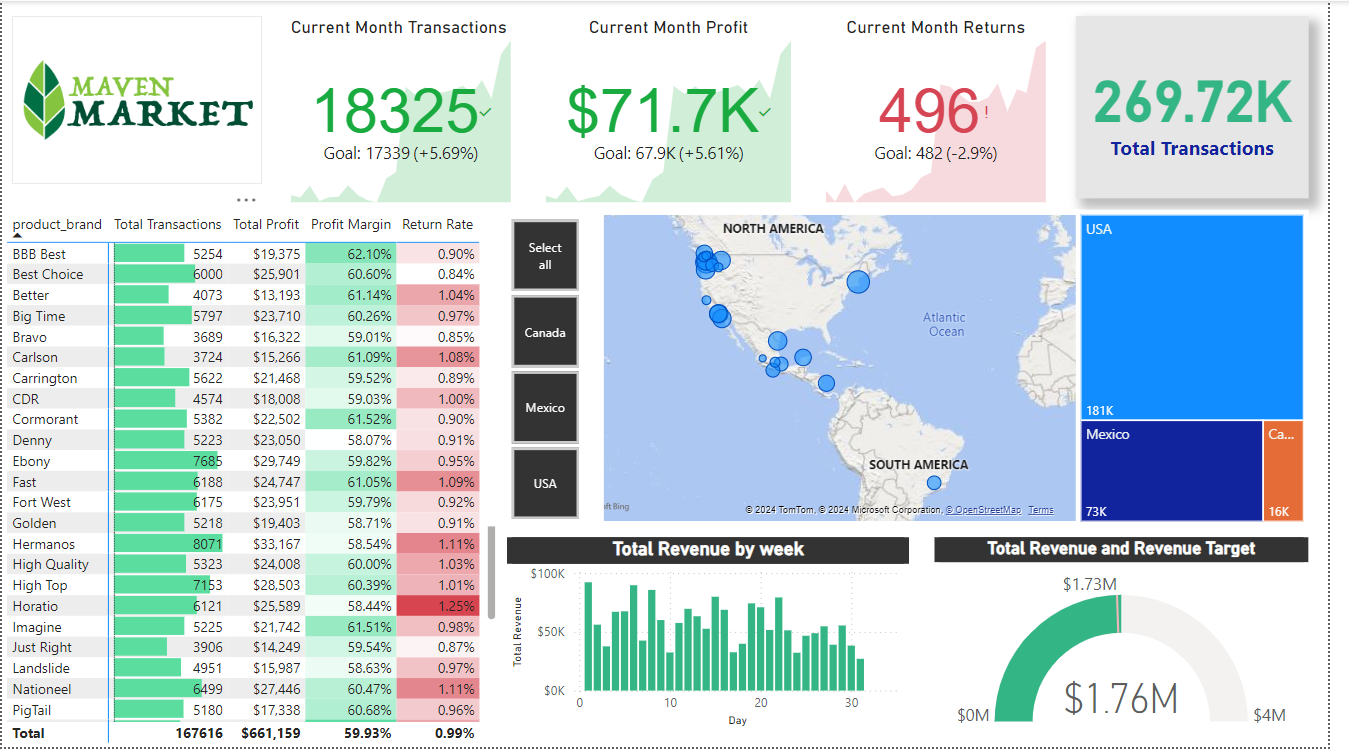 MAVEN
MARKET
Current Month Transactions
18325
Goal: 17339 (+5.69%)
Current Month Profit
$71.7K
Goal: 67.9K (+5.61%)
Current Month Returns
496!
Goal: 482 (-2.9%)
269.72K
Total Transactions
product_brand Total Transactions Total Profit Profit Margin Return Rate
BBB Best 5254 $19,375 62.10% 0.90%
Best Choice 6000 $25,901 60.60% 0.84%
Better 4073 $13,193 61.14% 1.04%
Big Time 5797 $23,710 60.26% 0.97%
Bravo 3689 $16,322 59.01% 0.85%
Carlson 3724 $15,266 61.09% 1.08%
Carrington 5622 $21,468 59.52% 0.89%
CDR 4574 $18,008 59.03% 1.00%
Cormorant 5382 $22,502 61.52% 0.90%
Denny 5223 $23,050 58.07% 0.91%
Ebony 7685 $29,749 59.82% 0.95%
Fast 6188 $24,747 61.05% 1.09%
Fort West 6175 $23,951 59.79% 0.92%
Golden 5218 $19,403 58.71% 0.91%
Hermanos 8071 $33,167 58.54% 1.11%
High Quality 5323 $24,008 60.00% 1.03%
High Top 7153 $28,503 60.39% 1.01%
Horatio 6121 $25,589 58.44% 1.25%
Imagine 5225 $21,742 61.51% 0.98%
Just Right 3906 $14,249 59.54% 0.87%
Landslide 4951 $15,987 58.63% 0.97%
Nationeel 6499 $27,446 60.47% 1.11%
PigTail 5180 $17,338 60.68% 0.96%
Total 167616 $661,159 59.93% 0.99%
Select
all
Canada
Mexico
USA
NORTH AMERICA
Atlantic
Ocean
SOUTH AMERICA
ft Bing
© 2024 TomTom, © 2024 Microsoft Corporation, © OpenStreetMap Terms
USA
181K
Mexico
73K
Ca...
16K
Total Revenue by week
Total Revenue
$100K
$50K
$0K
0 10 20 30
Day
Total Revenue and Revenue Target
$1.73M
$1.76M
$0M
$4M